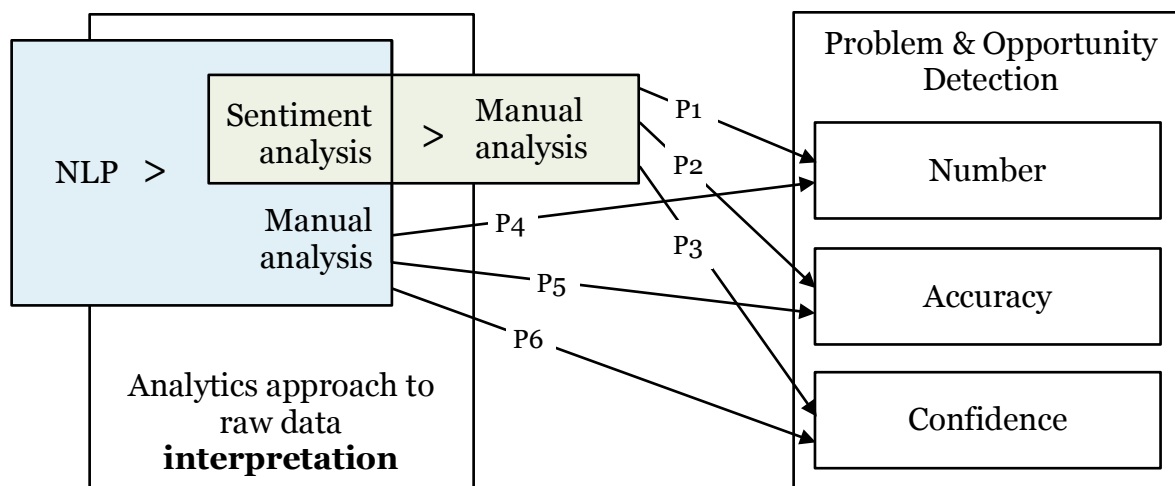 NLP >
Sentiment
analysis
>
Manual
analysis
Manual
analysis
Analytics approach to
raw data
interpretation
P1
P2
P3
P4
P5
P6
Problem & Opportunity
Detection
Number
Accuracy
Confidence